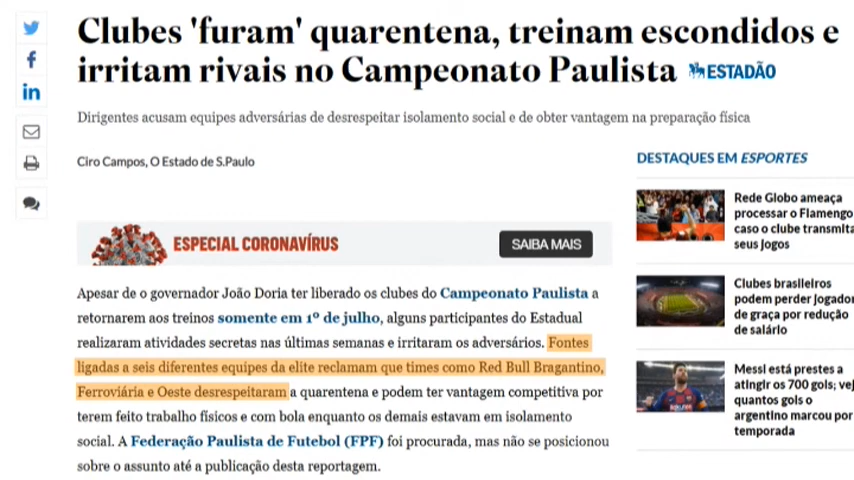 Clubes 'furam' quarentena, treinam escondidos e
irritam rivais no Campeonato Paulista ESTADÃO
Dirigentes acusam equipes adversárias de desrespeitar isolamento social e de obter vantagem na preparação física
Ciro Campos, O Estado de S.Paulo
ESPECIAL CORONAVÍRUS
SAIBA MAIS
Apesar de o governador João Doria ter liberado os clubes do Campeonato Paulista a
retornarem aos treinos somente em 1º de julho, alguns participantes do Estadual
realizaram atividades secretas nas últimas semanas e irritaram os adversários. Fontes
ligadas a seis diferentes equipes da elite reclamam que times como Red Bull Bragantino,
Ferroviária e Oeste desrespeitaram a quarentena e podem ter vantagem competitiva por
terem feito trabalho físicos e com bola enquanto os demais estavam em isolamento
social. A Federação Paulista de Futebol (FPF) foi procurada, mas não se posicionou
sobre o assunto até a publicação desta reportagem.
DESTAQUES EM ESPORTES
Rede Globo ameaça
processar o Flamengo
caso o clube transmita
seus jogos
Clubes brasileiros
podem perder jogador
de graça por redução
de salário
Messi está prestes a
atingir os 700 gols; vej
quantos gols o
argentino marcou por
temporada